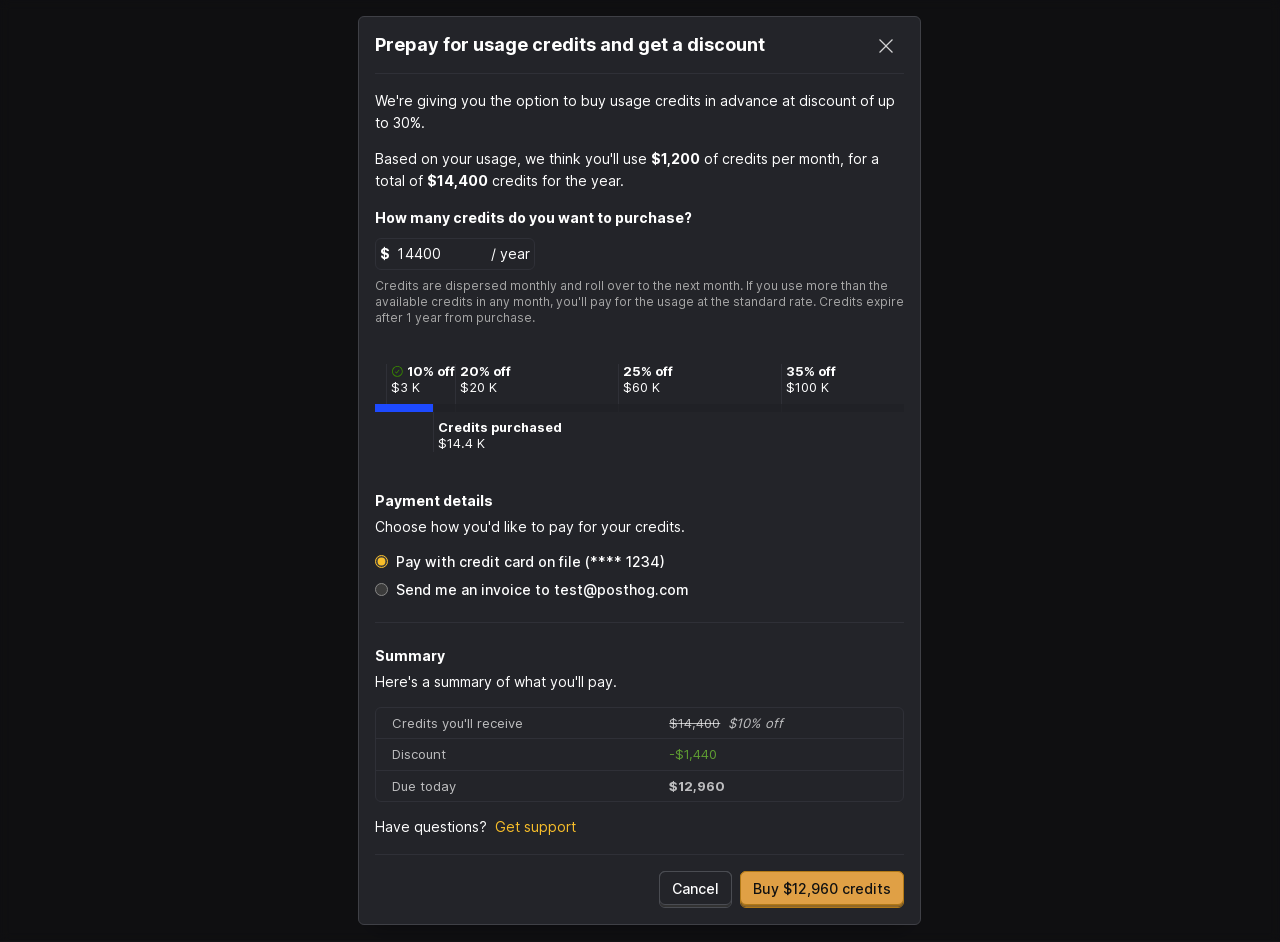 Prepay for usage credits and get a discount
We're giving you the option to buy usage credits in advance at discount of up
to 30%.
Based on your usage, we think you'll use $1,200 of credits per month, for a
total of $14,400 credits for the year.
How many credits do you want to purchase?
$ 14400 / year
Credits are dispersed monthly and roll over to the next month. If you use more than the
available credits in any month, you'll pay for the usage at the standard rate. Credits expire
after 1 year from purchase.
10% off 20% off 25% off 35% off
$3 K $20 K $60 K $100 K
Credits purchased
$14.4 K
Payment details
Choose how you'd like to pay for your credits.
Pay with credit card on file (**** 1234)
Send me an invoice to test@posthog.com
Summary
Here's a summary of what you'll pay.
Credits you'll receive $14,400 $10% off
Discount -$1,440
Due today $12,960
Have questions? Get support
Cancel Buy $12,960 credits